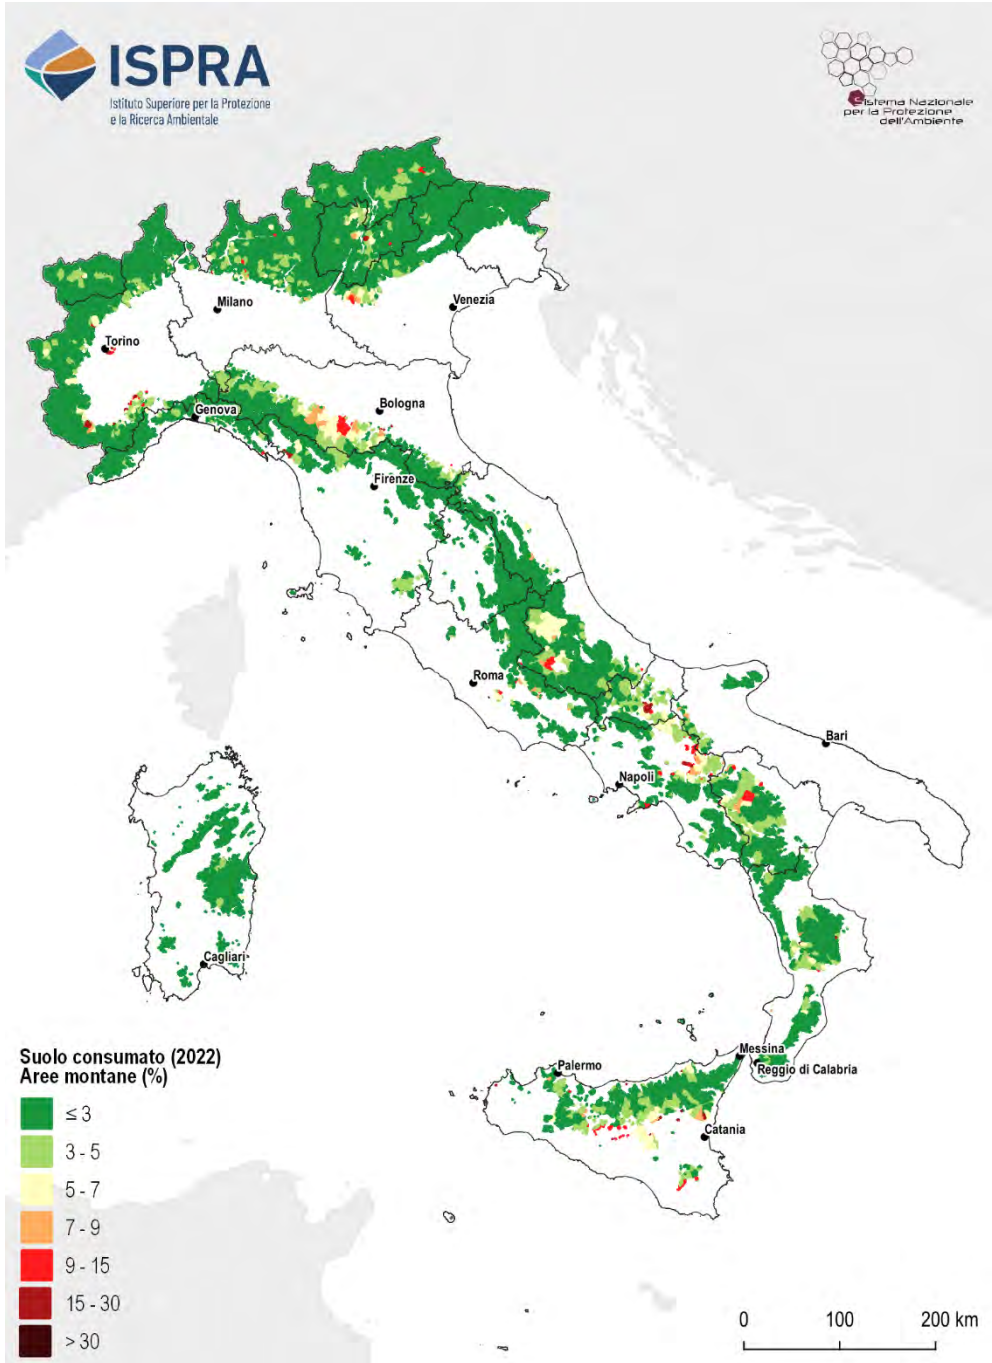 ISPRA
Istituto Superiore per la Protezione
e la Ricerca Ambientale
Sistema Nazionale
per la Protezione
dell'Ambiente
Milano
Venezia
Torino
Genova
Bologna
Firenze
Roma
Bari
Napoli
Cagliari
Messina
Reggio di Calabria
Palermo
Catania
Suolo consumato (2022)
Aree montane (%)
≤ 3
3 - 5
5 - 7
7 - 9
9 - 15
15 - 30
> 30
0 100 200 km